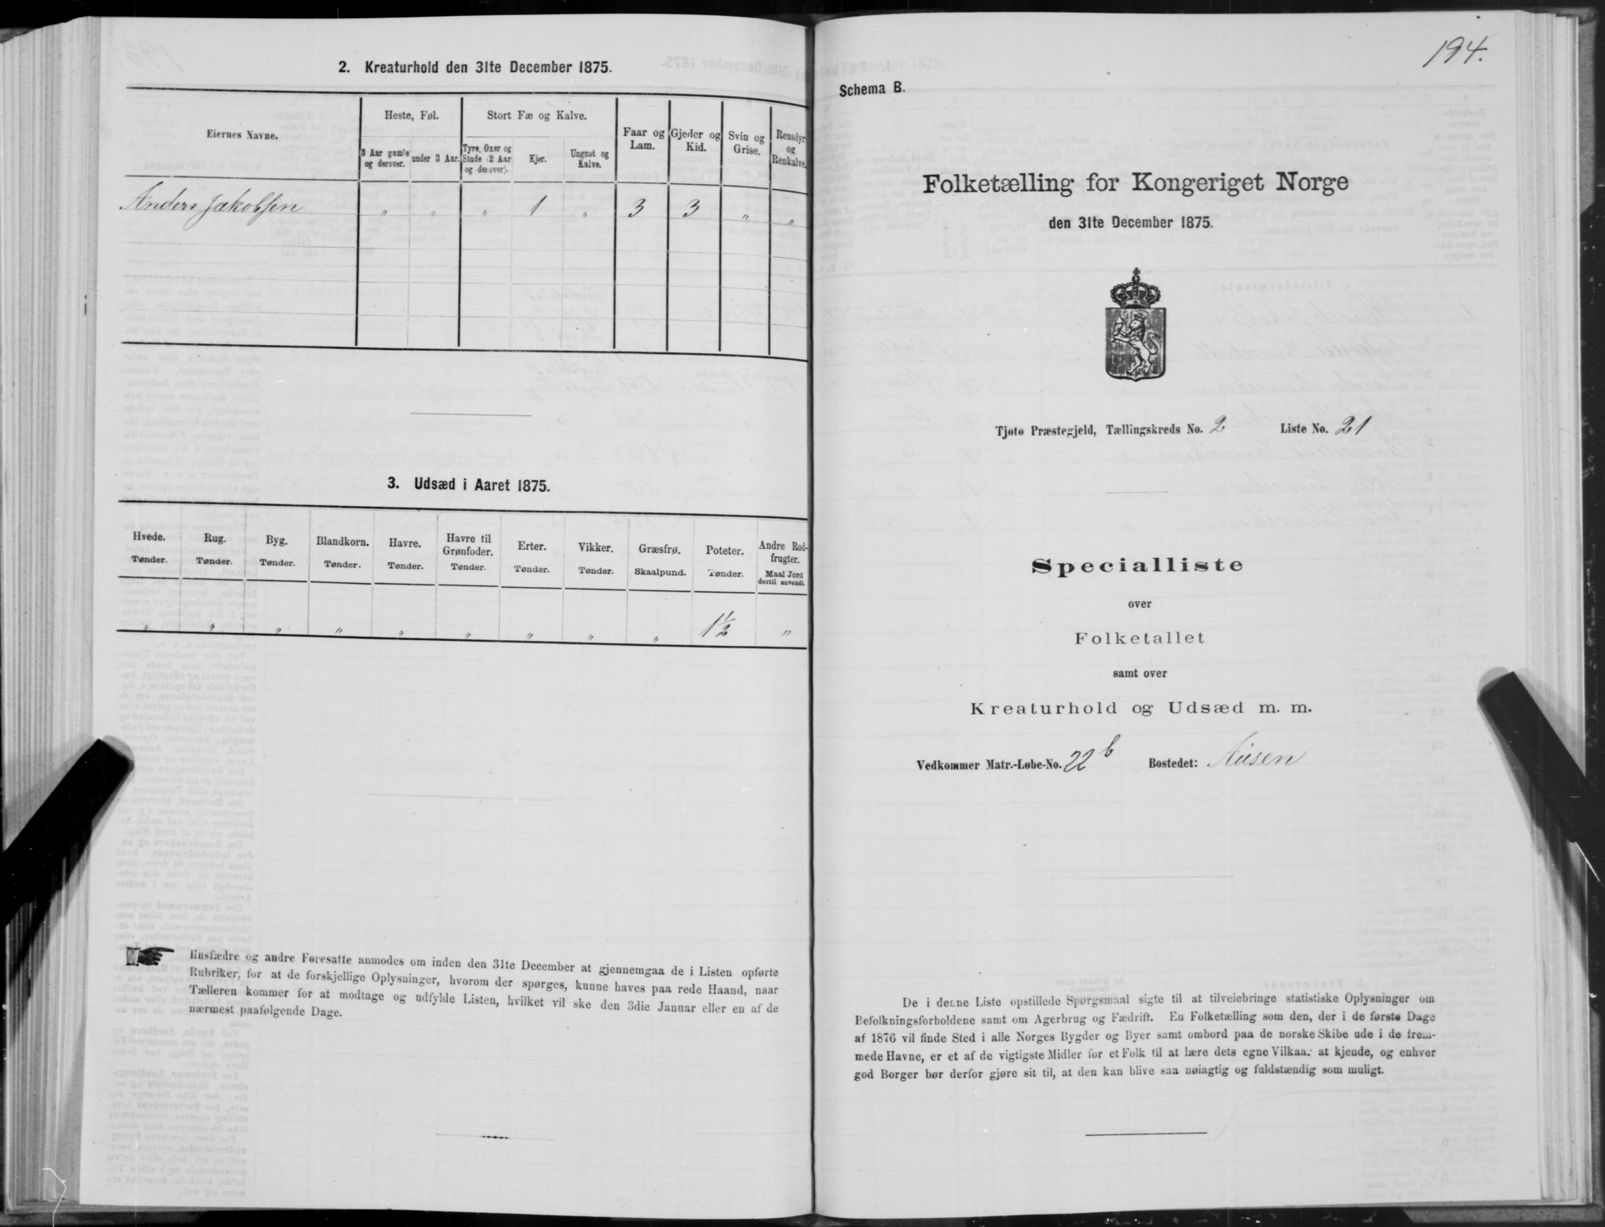 2. Kreaturhold den 31te December 1875.
Eiernes Navne.
Heste, Føl.
Stort Fæ og Kalve.
Faar og Lam.
Gjeder og Kid.
Svin og Grise.
Rensdyr og Renkalve.
3 Aar gamle og derover.
under 3 Aar.
Tyre, Oxer og Stude (2 Aar og derover).
Kjør.
Ungnøt og Kalve.
Anders Jakobsen " " " 1 " 3 3 " "
3. Udsæd i Aaret 1875.
Hvede. Rug. Byg. Blandkorn. Havre. Havre til Grønfoder. Erter. Vikker. Græsfrø. Poteter. Andre Rodfrugter.
Tønder. Tønder. Tønder. Tønder. Tønder. Tønder. Tønder. Tønder. Skaalpund. Tønder. Maal Jord dertil anvendt.
" " " " " " " " " 1½ "
Husfædre og andre Foresatte anmodes om inden den 31te December at gjennemgaa de i Listen opførte
Rubriker, for at de forskjellige Oplysninger, hvorom der spørges, kunne haves paa rede Haand, naar
Tælleren kommer for at modtage og udfylde Listen, hvilket vil ske den 3die Januar eller en af de
nærmest paafølgende Dage.
194.
Schema B.
Folketælling for Kongeriget Norge
den 31te December 1875.
Tjøtø Præstegjeld, Tællingskreds No. 2 Liste No. 21
Specialliste
over
Folketallet
samt over
Kreaturhold og Udsæd m. m.
Vedkommer Matr.-Løbe-No. 22b Bostedet:
De i denne Liste opstillede Spørgsmaal sigte til at tilveiebringe statistiske Oplysninger om
Befolkningsforholdene samt om Agerbrug og Fædrift. En Folketælling som den, der i de første Dage
af 1876 vil finde Sted i alle Norges Bygder og Byer samt ombord paa de norske Skibe ude i de frem-
mede Havne, er et af de vigtigste Midler for et Folk til at lære dets egne Vilkaar at kjende, og enhver
god Borger bør derfor gjøre sit til, at den kan blive saa nøiagtig og fuldstændig som muligt.